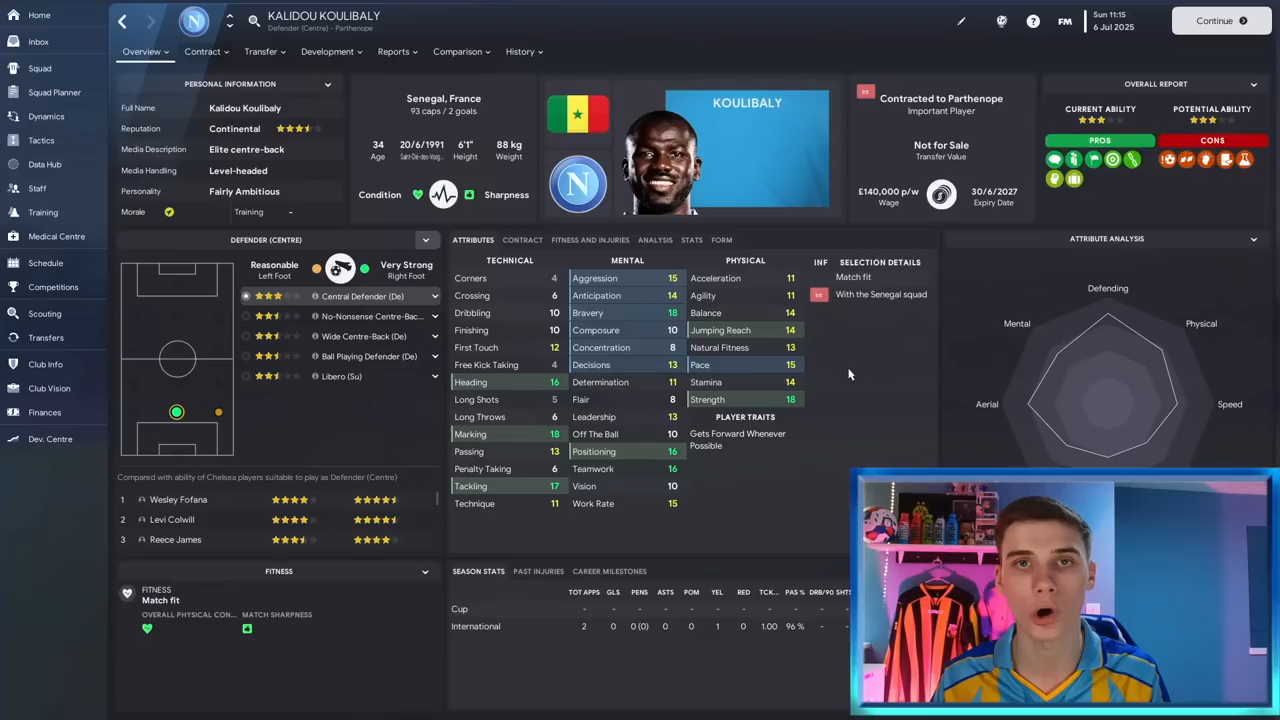 Home
Inbox
Squad
Squad Planner
Dynamics
Tactics
Data Hub
Staff
Training
Medical Centre
Schedule
Competitions
Scouting
Transfers
Club Info
Club Vision
Finances
Dev. Centre
KALIDOU KOULIBALY
Defender (Centre) - Parthenope
FM
Sun 11:15
6 Jul 2025
Continue
Overview
Contract
Transfer
Development
Reports
Comparison
History
PERSONAL INFORMATION
Full Name Kalidou Koulibaly
Reputation Continental
Media Description Elite centre-back
Media Handling Level-headed
Personality Fairly Ambitious
Morale Training -
Senegal, France
93 caps / 2 goals
34 20/6/1991 6'1" 88 kg
Age Height Weight
Condition Sharpness
N
KOULIBALY
Int
Contracted to Parthenope
Important Player
Not for Sale
Transfer Value
£140,000 p/w 30/6/2027
Wage Expiry Date
OVERALL REPORT
CURRENT ABILITY POTENTIAL ABILITY
PROS CONS
DEFENDER (CENTRE)
Reasonable Very Strong
Left Foot Right Foot
Central Defender (De)
No-Nonsense Centre-Bac...
Wide Centre-Back (De)
Ball Playing Defender (De)
Libero (Su)
Compared with ability of Chelsea players suitable to play as Defender (Centre)
1 Wesley Fofana
2 Levi Colwill
3 Reece James
FITNESS
FITNESS
Match fit
OVERALL PHYSICAL CON... MATCH SHARPNESS
ATTRIBUTES CONTRACT FITNESS AND INJURIES ANALYSIS STATS FORM
TECHNICAL
Corners 4
Crossing 6
Dribbling 10
Finishing 10
First Touch 12
Free Kick Taking 4
Heading 16
Long Shots 5
Long Throws 6
Marking 18
Passing 13
Penalty Taking 6
Tackling 17
Technique 11
MENTAL
Aggression 15
Anticipation 14
Bravery 18
Composure 10
Concentration 8
Decisions 13
Determination 11
Flair 8
Leadership 13
Off The Ball 10
Positioning 16
Teamwork 16
Vision 10
Work Rate 15
PHYSICAL
Acceleration 11
Agility 11
Balance 14
Jumping Reach 14
Natural Fitness 13
Pace 15
Stamina 14
Strength 18
PLAYER TRAITS
Gets Forward Whenever
Possible
INF SELECTION DETAILS
Match fit
Int With the Senegal squad
ATTRIBUTE ANALYSIS
Defending
Mental Physical
Aerial Speed
SEASON STATS PAST INJURIES CAREER MILESTONES
TOT APPS GLS PENS ASTS POM YEL RED TCK... PAS % DRB/90 SHTS
Cup - - - - - - - - - - -
International 2 0 0 (0) 0 0 1 0 1.00 96 % - -